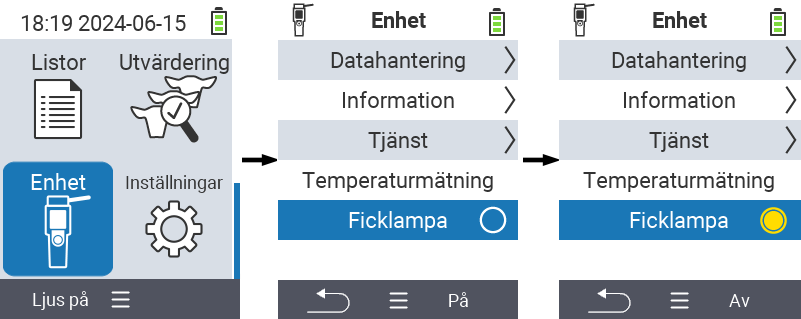 18:19 2024-06-15
Listor
Utvärdering
Enhet
Inställningar
Ljus på
Enhet
Datahantering
Information
Tjänst
Temperaturmätning
Ficklampa
På
Enhet
Datahantering
Information
Tjänst
Temperaturmätning
Ficklampa
Av